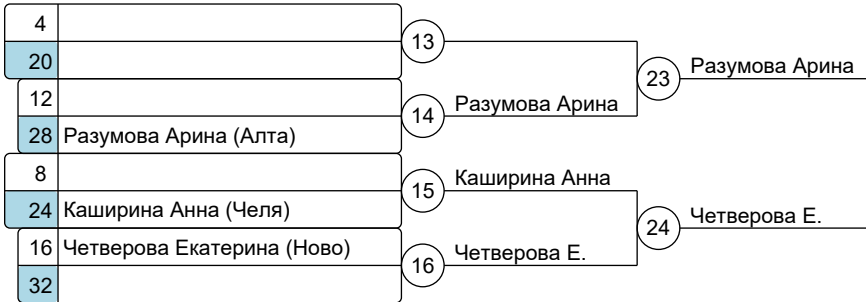 4
13
20
23 Разумова Арина
12
14 Разумова Арина
28 Разумова Арина (Алта)
8
15 Каширина Анна
24 Каширина Анна (Челя)
24 Четверова Е.
16 Четверова Екатерина (Ново)
16 Четверова Е.
32